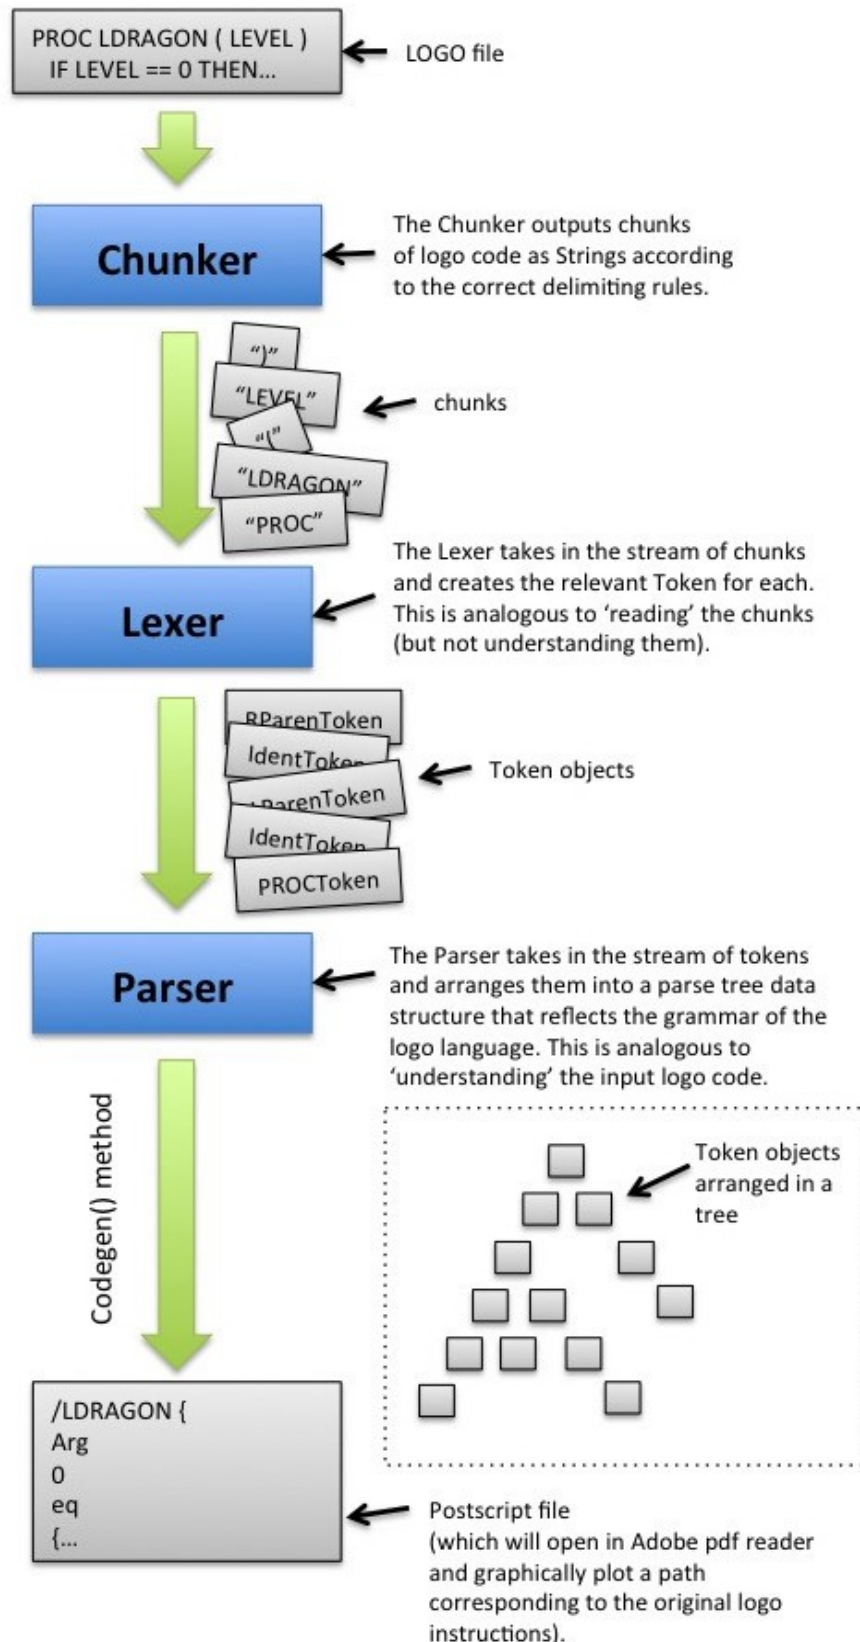 PROC LDRAGON ( LEVEL )
IF LEVEL == 0 THEN...
LOGO file
Chunker
The Chunker outputs chunks
of logo code as Strings according
to the correct delimiting rules.
“)”
“LEVEL”
“(”
“LDRAGON”
“PROC”
chunks
The Lexer takes in the stream of chunks
and creates the relevant Token for each.
This is analogous to ‘reading’ the chunks
(but not understanding them).
Lexer
RParenToken
IdentToken
LParenToken
IdentToken
PROCToken
Token objects
Parser
The Parser takes in the stream of tokens
and arranges them into a parse tree data
structure that reflects the grammar of the
logo language. This is analogous to
‘understanding’ the input logo code.
Codegen() method
Token objects
arranged in a
tree
/LDRAGON {
Arg
0
eq
{...
Postscript file
(which will open in Adobe pdf reader
and graphically plot a path
corresponding to the original logo
instructions).